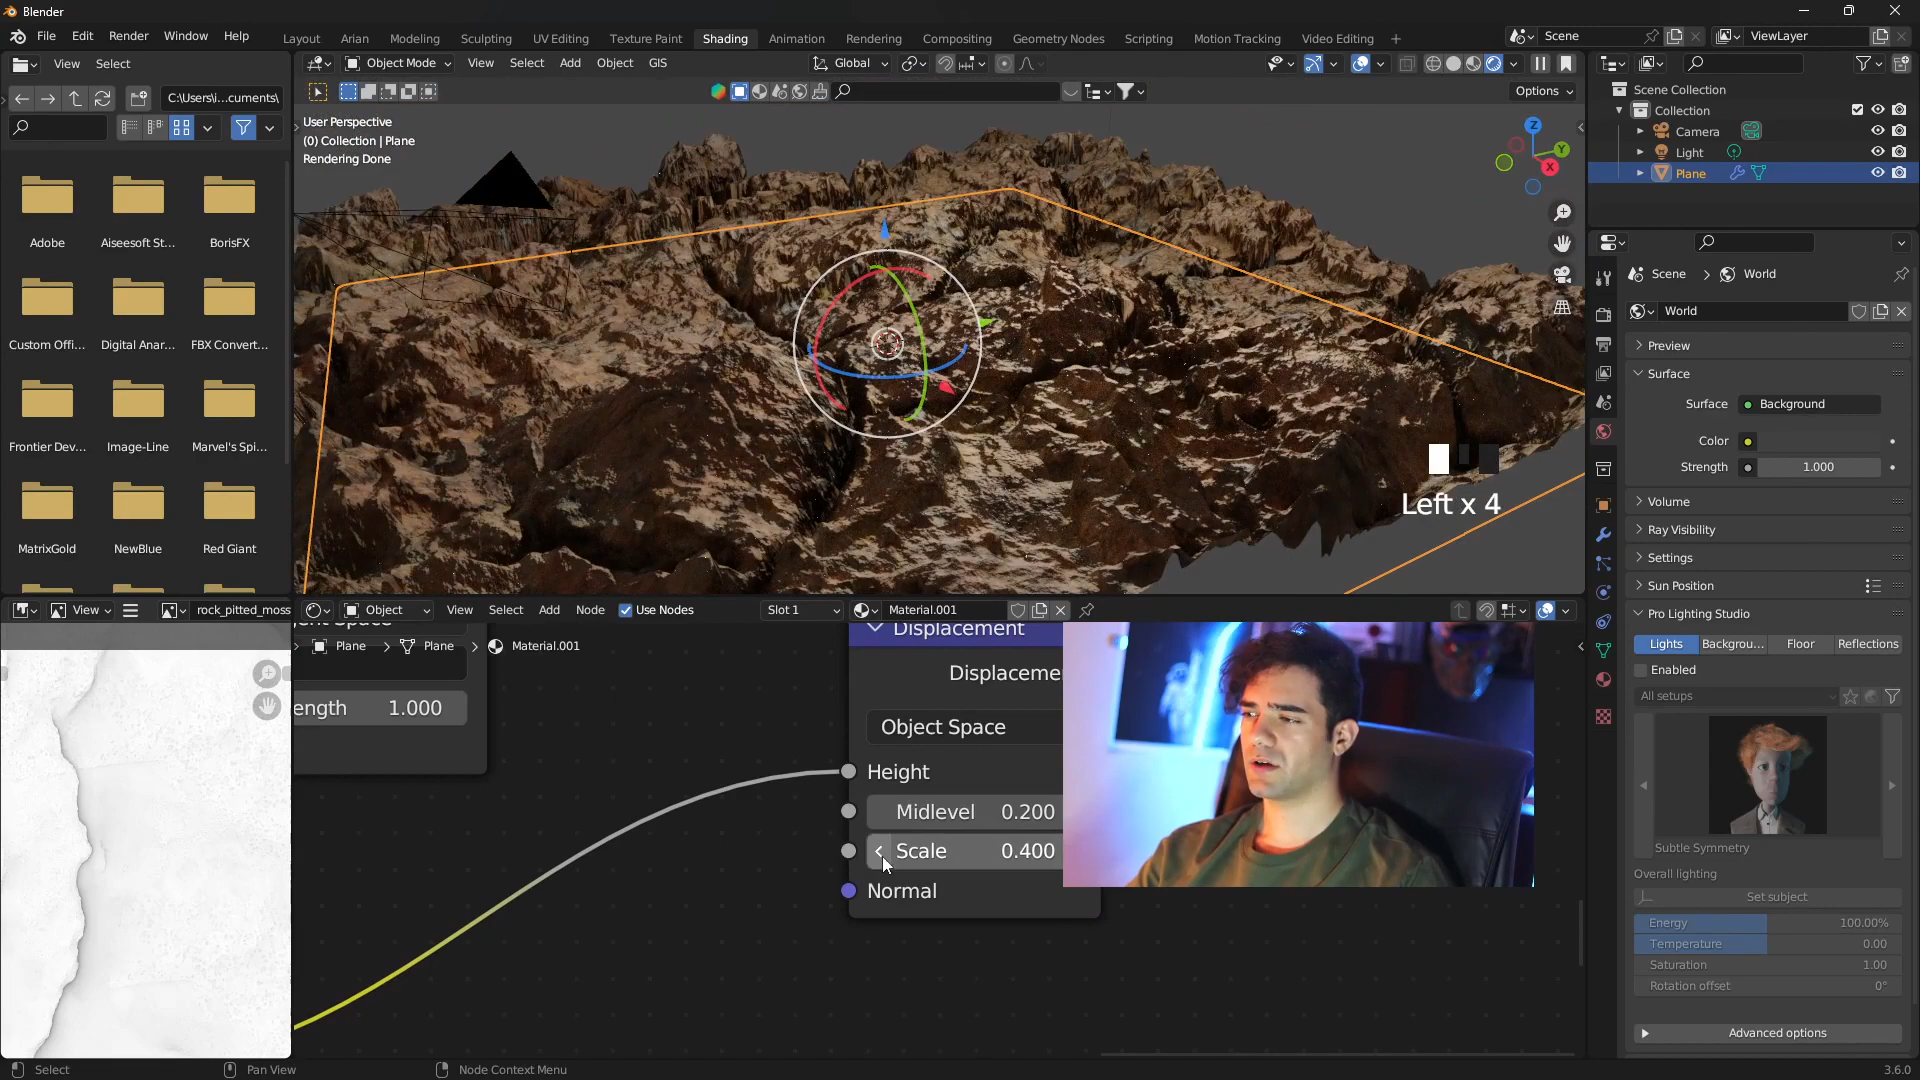 Blender
File Edit Render Window Help
Layout Arian Modeling Sculpting UV Editing Texture Paint Shading Animation Rendering Compositing Geometry Nodes Scripting Motion Tracking Video Editing +
Scene
ViewLayer
View Select
Object Mode View Select Add Object GIS
Global
C:\Users\i...cuments\
Options
User Perspective
(0) Collection | Plane
Rendering Done
Z
Y
X
Adobe Aiseesoft St... BorisFX
Custom Offi... Digital Anar... FBX Convert...
Frontier Dev... Image-Line Marvel's Spi...
MatrixGold NewBlue Red Giant
Left x 4
Scene Collection
Collection
Camera
Light
Plane
Scene > World
World
Preview
Surface
Surface Background
Color
Strength 1.000
Volume
Ray Visibility
Settings
Sun Position
Pro Lighting Studio
Lights Backgrou... Floor Reflections
Enabled
All setups
Subtle Symmetry
Overall lighting
Set subject
Energy 100.00%
Temperature 0.00
Saturation 1.00
Rotation offset 0°
Advanced options
View
rock_pitted_moss
Object View Select Add Node Use Nodes Slot 1 Material.001
Plane > Plane > Material.001
ength 1.000
Displacement
Displaceme
Object Space
Height
Midlevel 0.200
Scale 0.400
Normal
Select Pan View Node Context Menu
3.6.0